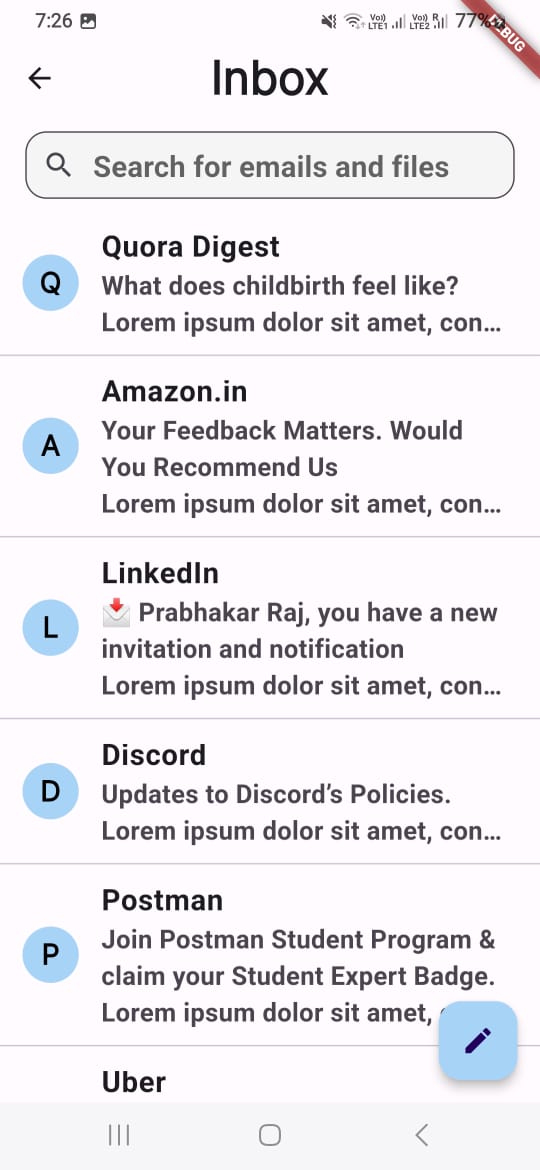 7:26
Vo) LTE1 Vo) LTE2 R 77%
DEBUG
Inbox
Search for emails and files
Q
Quora Digest
What does childbirth feel like?
Lorem ipsum dolor sit amet, con...
A
Amazon.in
Your Feedback Matters. Would
You Recommend Us
Lorem ipsum dolor sit amet, con...
L
LinkedIn
📩 Prabhakar Raj, you have a new
invitation and notification
Lorem ipsum dolor sit amet, con...
D
Discord
Updates to Discord’s Policies.
Lorem ipsum dolor sit amet, con...
P
Postman
Join Postman Student Program &
claim your Student Expert Badge.
Lorem ipsum dolor sit amet,
Uber